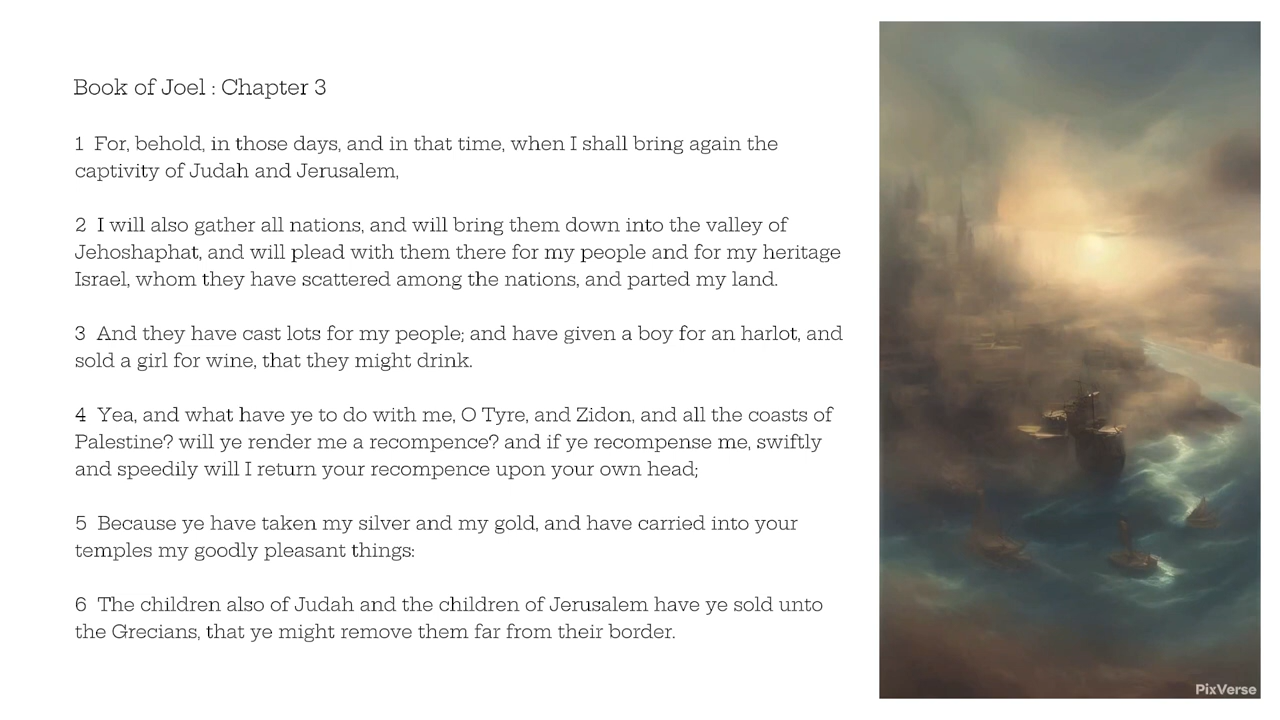 Book of Joel : Chapter 3
1 For, behold, in those days, and in that time, when I shall bring again the
captivity of Judah and Jerusalem,
2 I will also gather all nations, and will bring them down into the valley of
Jehoshaphat, and will plead with them there for my people and for my heritage
Israel, whom they have scattered among the nations, and parted my land.
3 And they have cast lots for my people; and have given a boy for an harlot, and
sold a girl for wine, that they might drink.
4 Yea, and what have ye to do with me, O Tyre, and Zidon, and all the coasts of
Palestine? will ye render me a recompence? and if ye recompense me, swiftly
and speedily will I return your recompence upon your own head;
5 Because ye have taken my silver and my gold, and have carried into your
temples my goodly pleasant things:
6 The children also of Judah and the children of Jerusalem have ye sold unto
the Grecians, that ye might remove them far from their border.
PixVerse